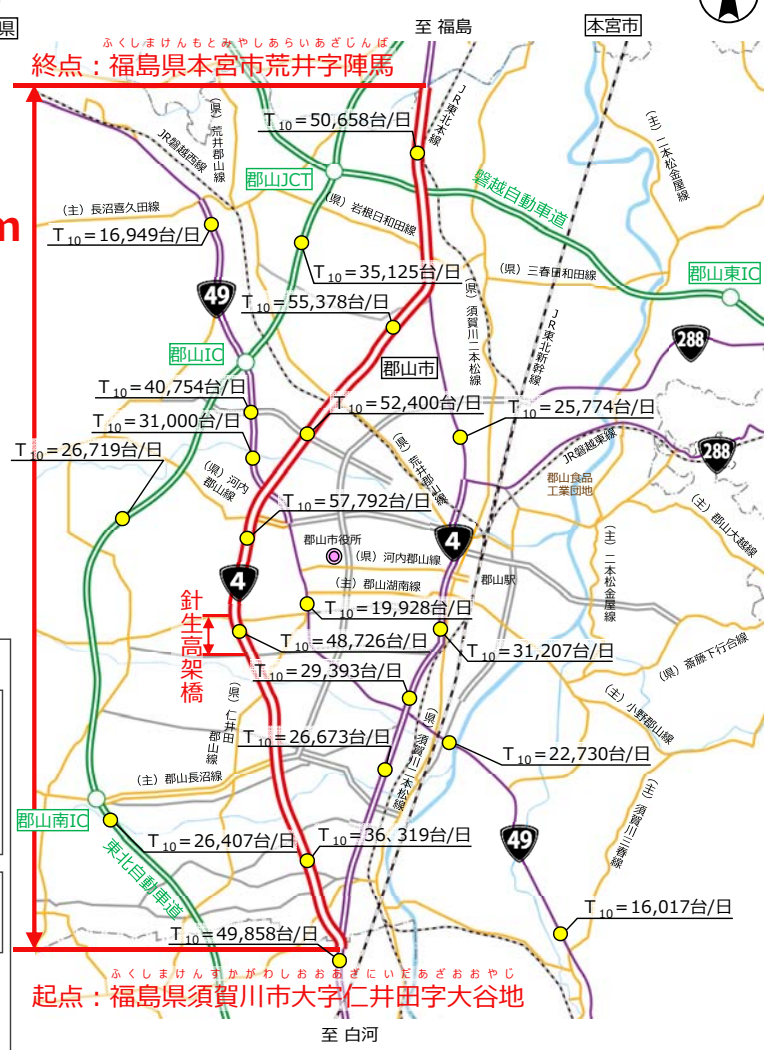 県
至 福島
本宮市
ふくしまけんもとみやしあらいあざじんば
終点：福島県本宮市荒井字陣馬
JR東北本線
（県）荒井郡山線
T10＝50,658台/日
JR磐越西線
（主）二本松金屋線
郡山JCT
磐越自動車道
（主）長沼喜久田線
（県）岩根日和田線
m
T10＝16,949台/日
T10＝35,125台/日
（県）三春日和田線
郡山東IC
49
T10＝55,378台/日
（県）須賀川二本松線
JR東北新幹線
288
郡山IC
郡山市
T10＝40,754台/日
T10＝52,400台/日
T10＝25,774台/日
T10＝31,000台/日
T10＝26,719台/日
（県）荒井郡山線
JR磐越東線
288
（県）河内郡山線
郡山食品
工業団地
T10＝57,792台/日
（主）郡山大越線
郡山市役所
（県）河内郡山線
4
（主）二本松金屋線
4
（主）郡山湖南線
郡山駅
針生高架橋
T10＝19,928台/日
T10＝48,726台/日
T10＝31,207台/日
（県）斎藤下行合線
T10＝29,393台/日
（県）仁井田郡山線
（主）小野郡山線
（県）須賀川二本松線
T10＝26,673台/日
T10＝22,730台/日
（主）郡山長沼線
（主）須賀川三春線
郡山南IC
T10＝26,407台/日
T10＝36,319台/日
49
東北自動車道
T10＝16,017台/日
T10＝49,858台/日
ふくしまけんすかがわしおおあざにいだあざおおやじ
起点：福島県須賀川市大字仁井田字大谷地
至 白河